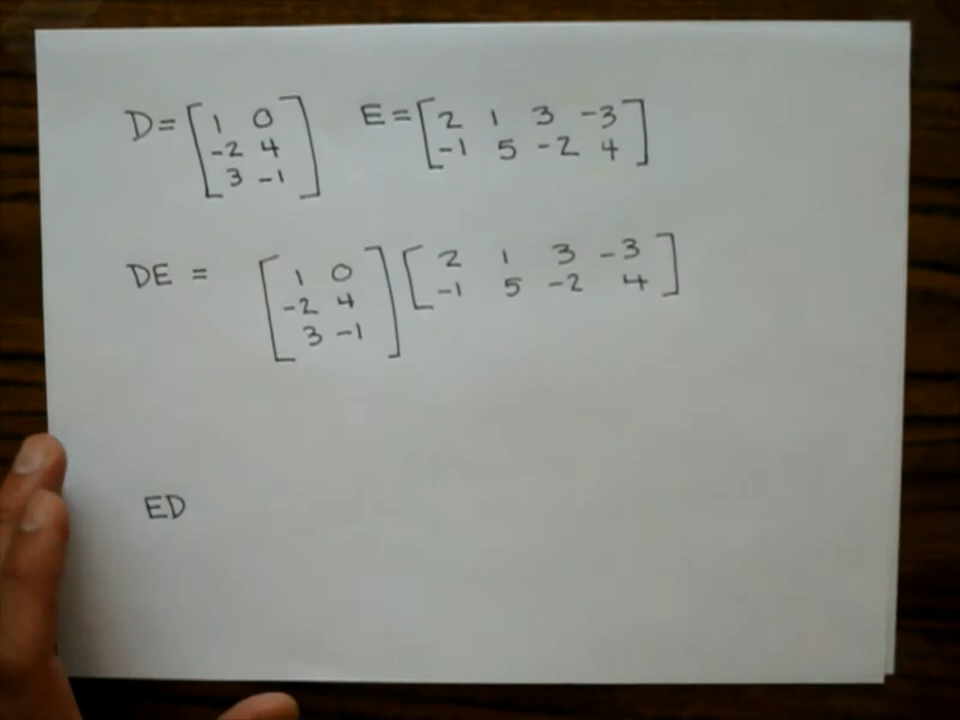 D = [ 1 0 E = [ 2 1 3 -3
-2 4 -1 5 -2 4 ]
3 -1 ]
DE = [ 1 0 ] [ 2 1 3 -3
-2 4 -1 5 -2 4 ]
3 -1 ]
ED